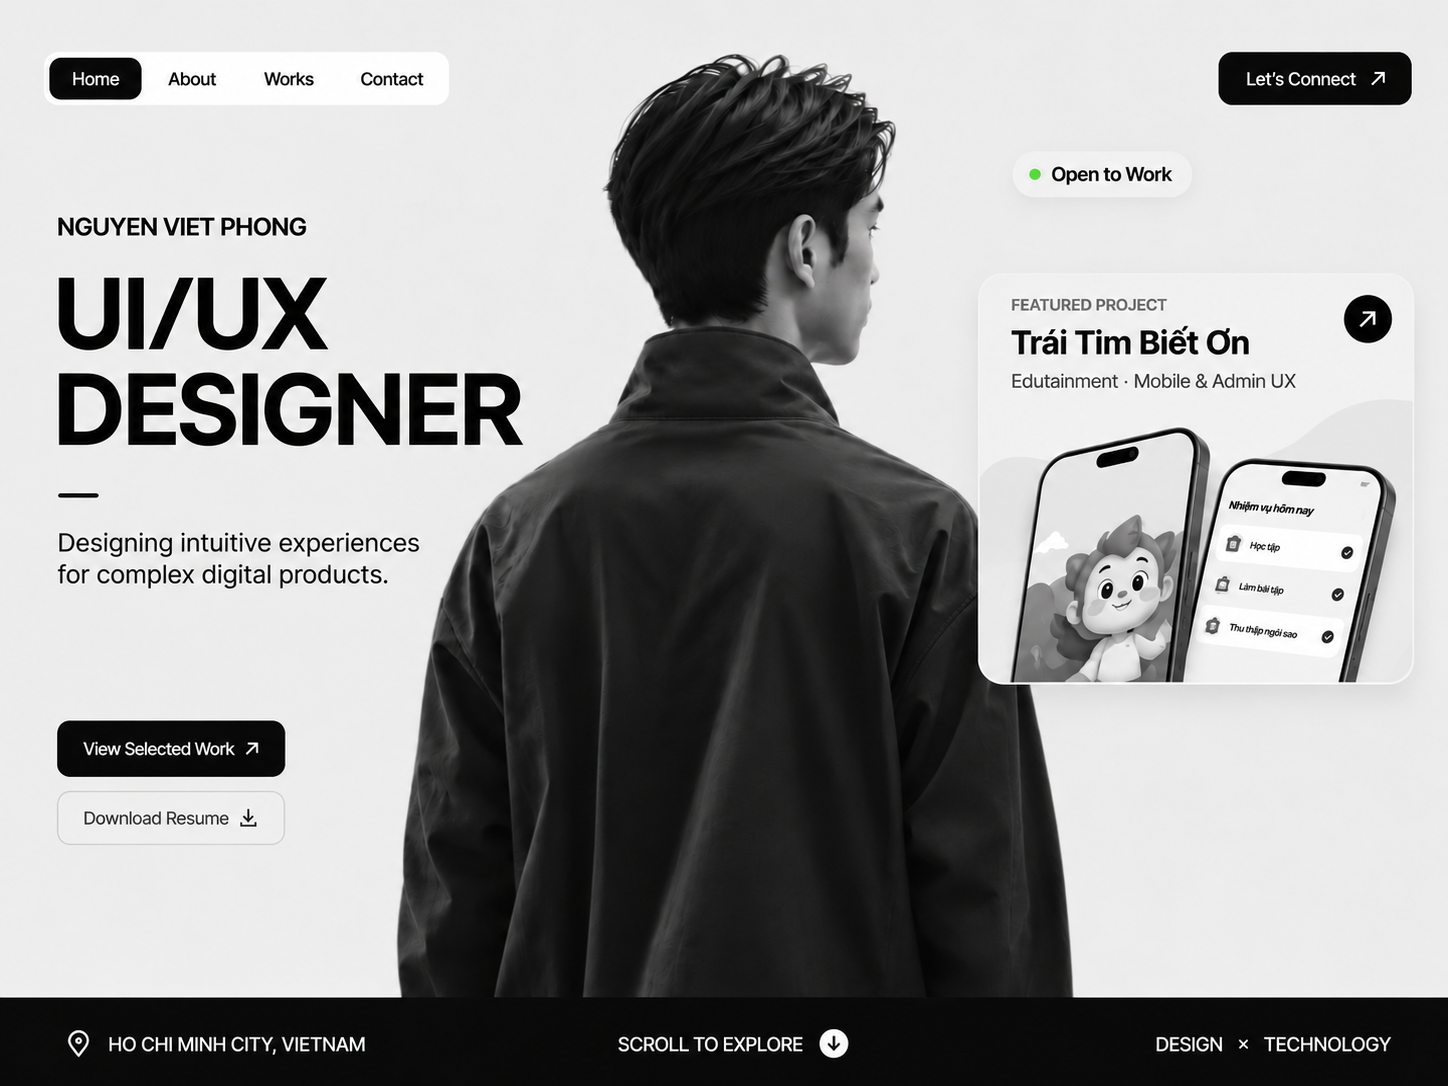 Home
About
Works
Contact
Let's Connect
Open to Work
NGUYEN VIET PHONG
UI/UX
DESIGNER
Designing intuitive experiences
for complex digital products.
View Selected Work
Download Resume
FEATURED PROJECT
Trái Tim Biết Ơn
Edutainment · Mobile & Admin UX
Nhiệm vụ hôm nay
Học tập
Làm bài tập
Thu thập ngôi sao
HO CHI MINH CITY, VIETNAM
SCROLL TO EXPLORE
DESIGN × TECHNOLOGY